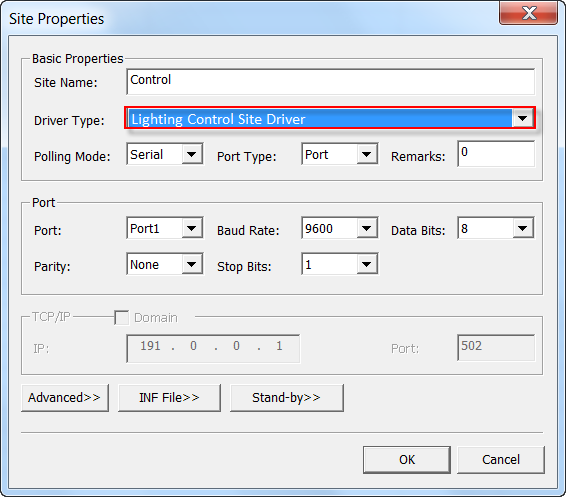 Site Properties
Basic Properties
Site Name: Control
Driver Type: Lighting Control Site Driver
Polling Mode: Serial Port Type: Port Remarks: 0
Port
Port: Port1 Baud Rate: 9600 Data Bits: 8
Parity: None Stop Bits: 1
TCP/IP Domain
IP: 191 . 0 . 0 . 1 Port: 502
Advanced>> INF File>> Stand-by>>
OK Cancel